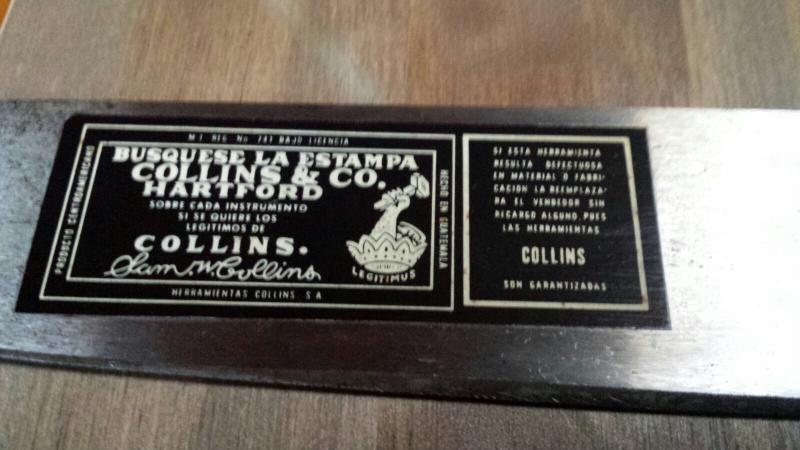 M.I. REG. No. 781 BAJO LICENCIA
PRODUCTO CENTROAMERICANO
BUSQUESE LA ESTAMPA
COLLINS & CO.
HARTFORD
SOBRE CADA INSTRUMENTO
SI SE QUIERE LOS
LEGITIMOS DE
COLLINS.
Sam. W. Collins
LEGITIMUS
HECHO EN GUATEMALA
HERRAMIENTAS COLLINS, S.A.
SI ESTA HERRAMIENTA
RESULTA DEFECTUOSA
EN MATERIAL O FABRI-
CACION LA REEMPLAZA-
RA EL VENDEDOR SIN
RECARGO ALGUNO, PUES
LAS HERRAMIENTAS
COLLINS
SON GARANTIZADAS